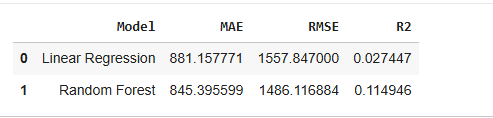 Model MAE RMSE R2
0 Linear Regression 881.157771 1557.847000 0.027447
1 Random Forest 845.395599 1486.116884 0.114946